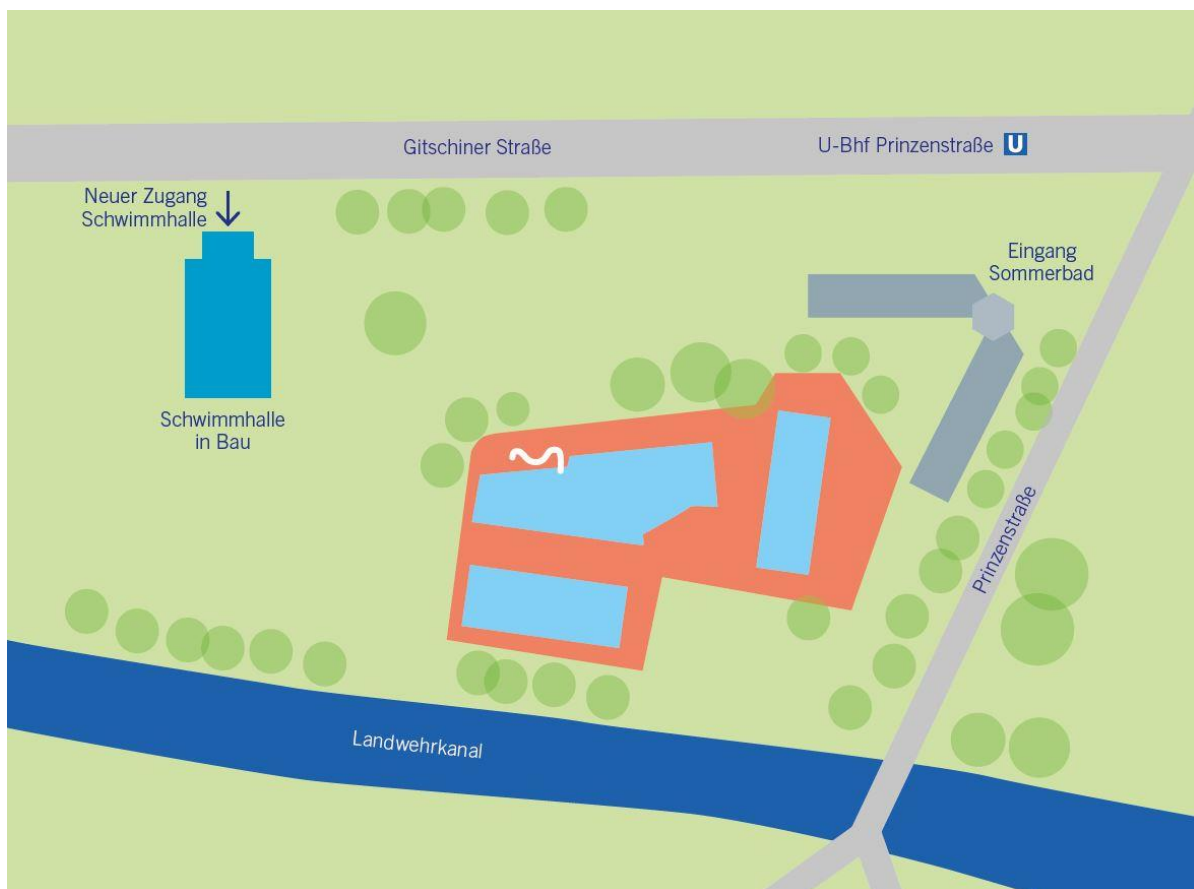 Gitschiner Straße
U-Bhf Prinzenstraße U
Neuer Zugang
Schwimmhalle
Eingang
Sommerbad
Schwimmhalle
in Bau
Prinzenstraße
Landwehrkanal